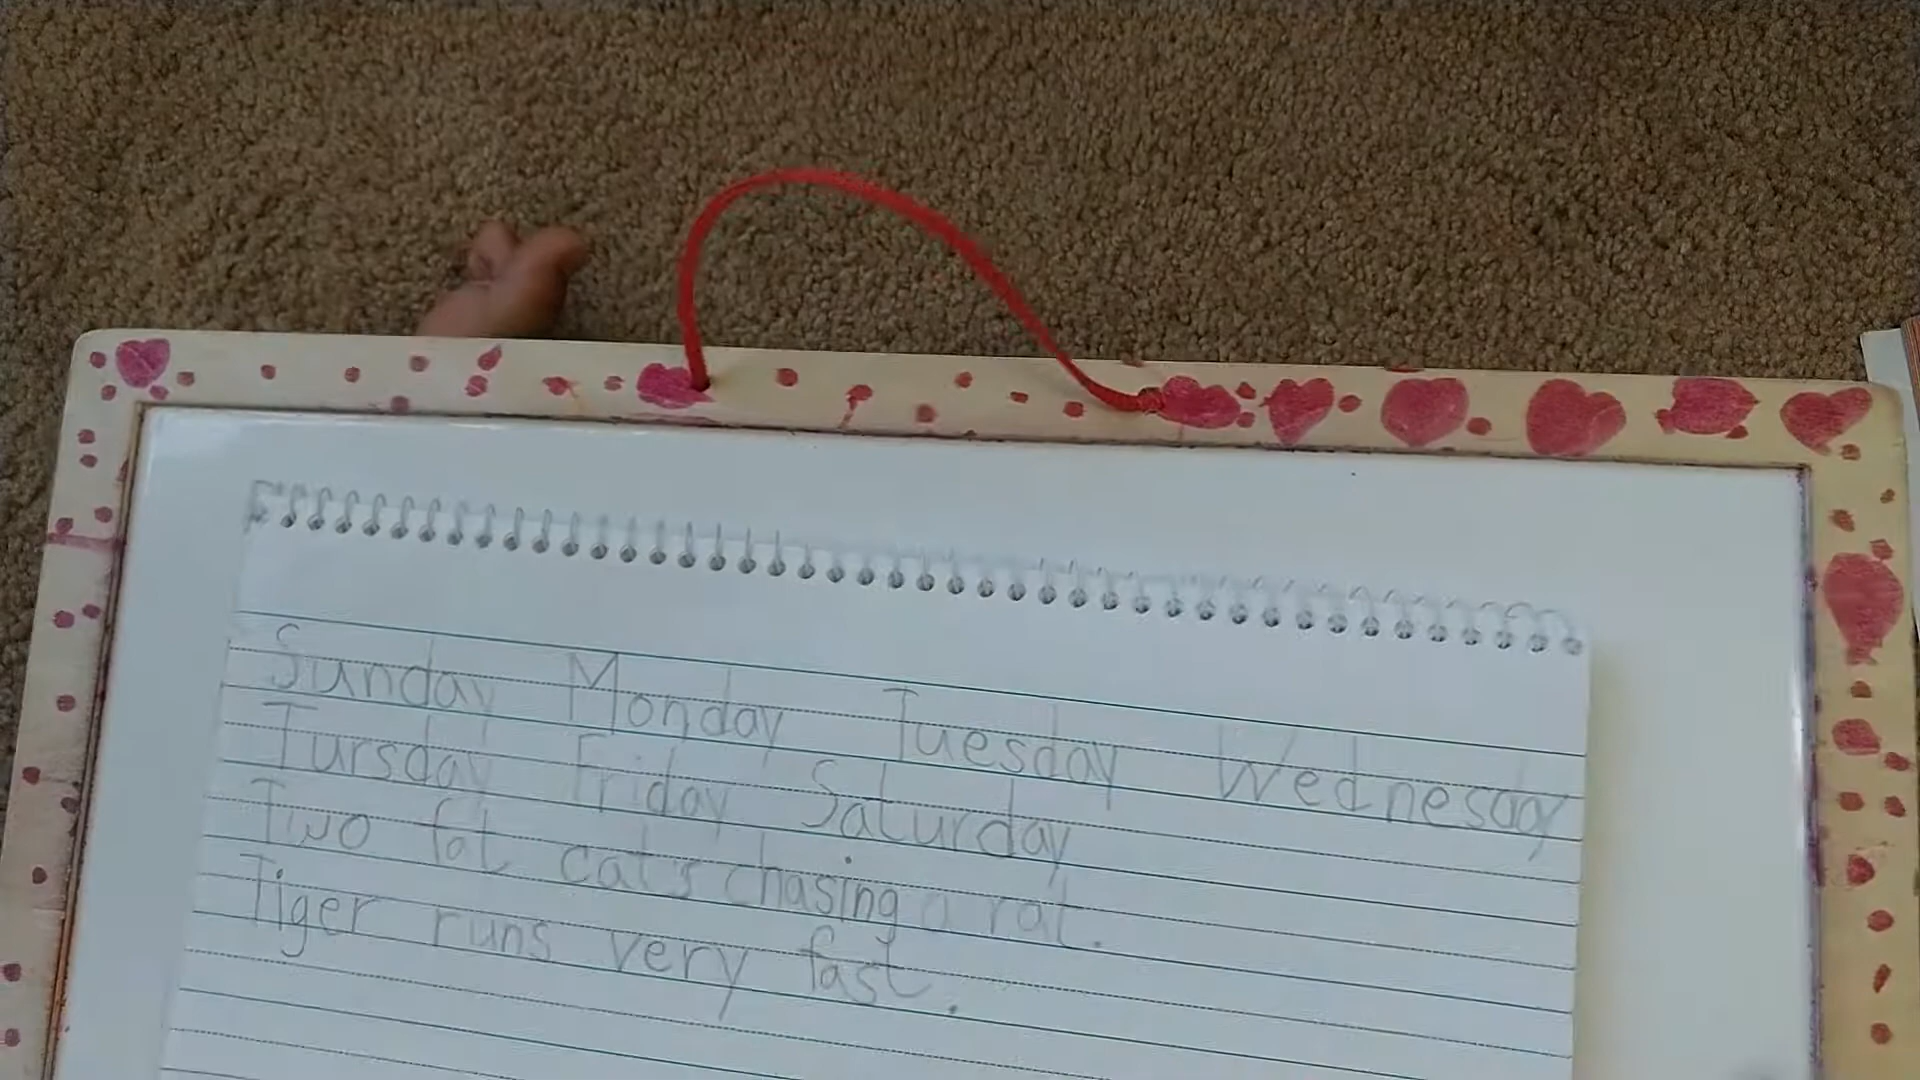 Sunday Monday Tuesday Wednesday
Tursday Friday Saturday
Two fat cats chasing a rat.
Tiger runs very fast.